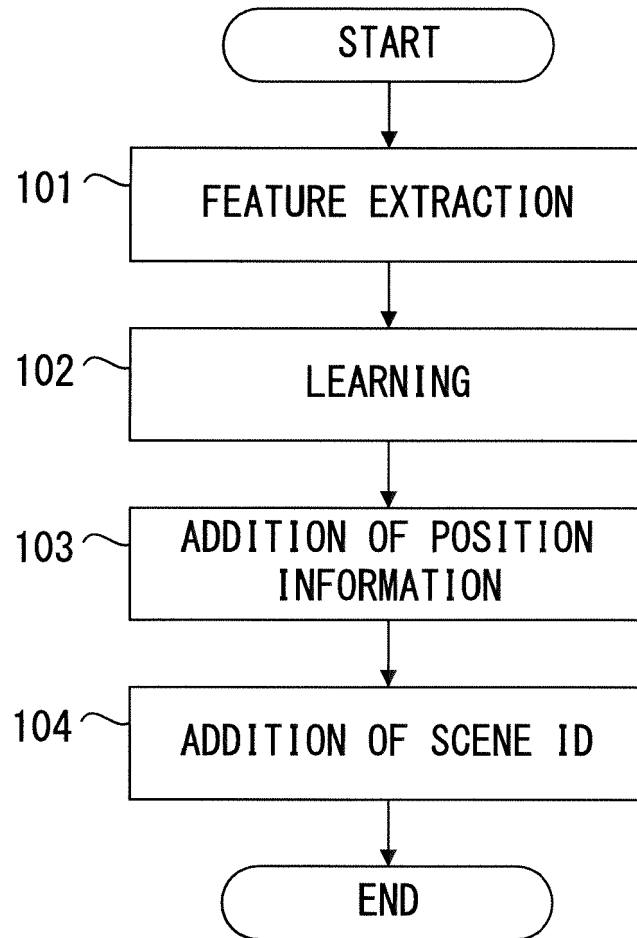 START
101
FEATURE EXTRACTION
102
LEARNING
103
ADDITION OF POSITION
INFORMATION
104
ADDITION OF SCENE ID
END